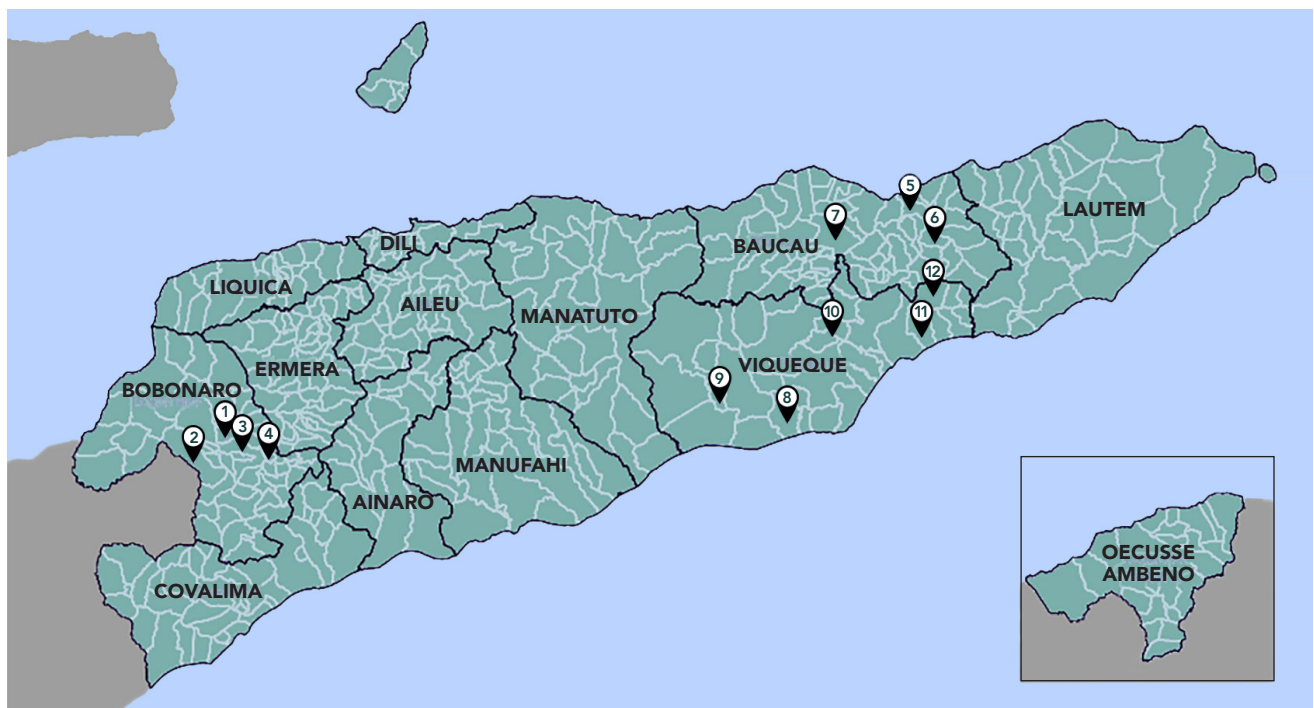 5
6
7
LAUTEM
DILI
BAUCAU
12
LIQUICA
AILEU
MANATUTO
10
11
ERMERA
VIQUEQUE
BOBONARO
9
8
1
3
2
4
MANUFAHI
AINARO
OECUSSE
AMBENO
COVALIMA